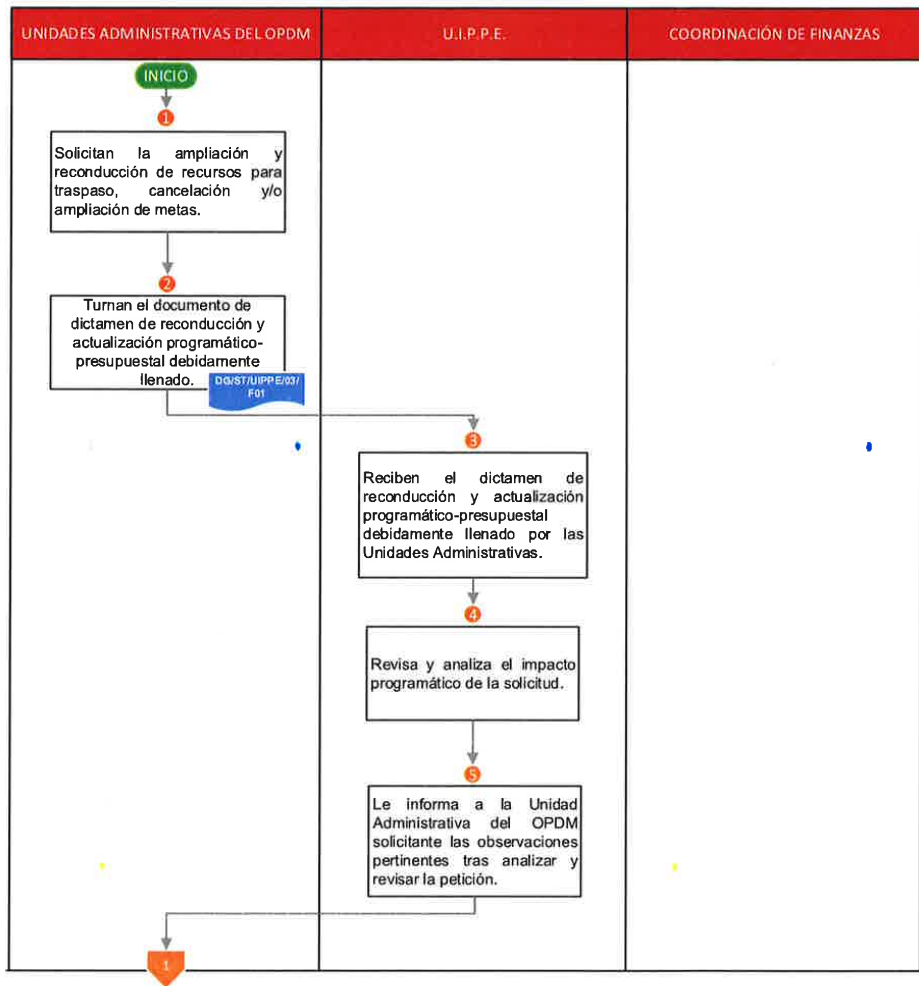 UNIDADES ADMINISTRATIVAS DEL OPDM
U.I.P.P.E.
COORDINACIÓN DE FINANZAS
INICIO
1
Solicitan la ampliación y
reconducción de recursos para
traspaso, cancelación y/o
ampliación de metas.
2
Turnan el documento de
dictamen de reconducción y
actualización programático-
presupuestal debidamente
llenado.
DG/ST/UIPPE/03/
F01
3
Reciben el dictamen de
reconducción y actualización
programático-presupuestal
debidamente llenado por las
Unidades Administrativas.
4
Revisa y analiza el impacto
programático de la solicitud.
5
Le informa a la Unidad
Administrativa del OPDM
solicitante las observaciones
pertinentes tras analizar y
revisar la petición.
1